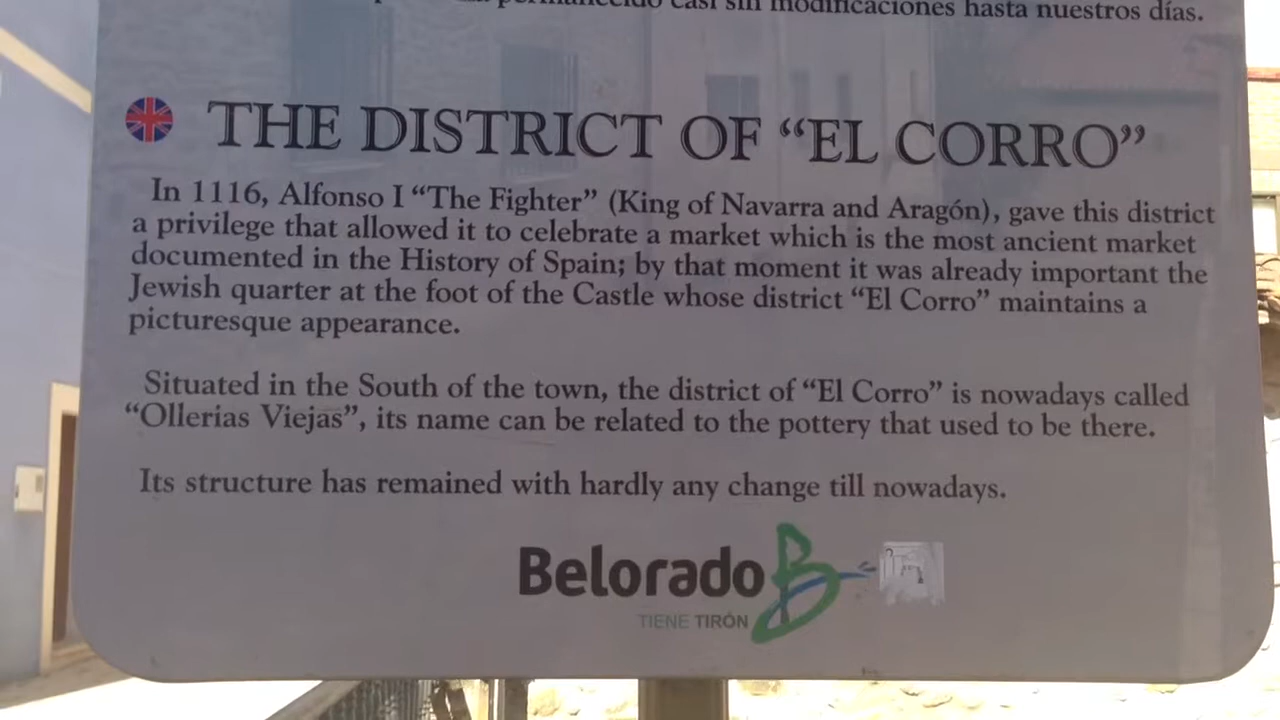 casi sin modificaciones hasta nuestros días.
THE DISTRICT OF “EL CORRO”
In 1116, Alfonso I “The Fighter” (King of Navarra and Aragón), gave this district
a privilege that allowed it to celebrate a market which is the most ancient market
documented in the History of Spain; by that moment it was already important the
Jewish quarter at the foot of the Castle whose district “El Corro” maintains a
picturesque appearance.
Situated in the South of the town, the district of “El Corro” is nowadays called
“Ollerias Viejas”, its name can be related to the pottery that used to be there.
Its structure has remained with hardly any change till nowadays.
Belorado B
TIENE TIRÓN